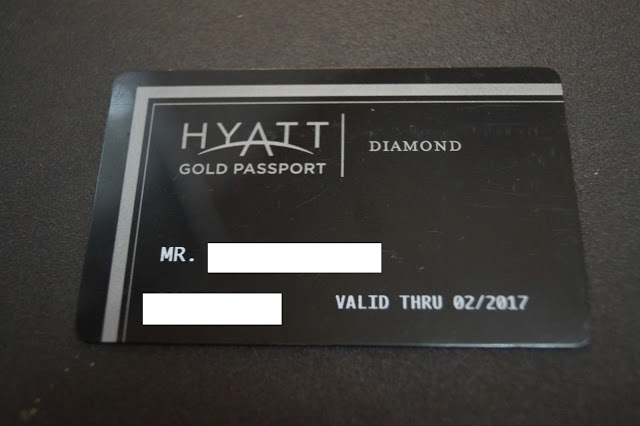 HYATT
GOLD PASSPORT
DIAMOND
MR.
VALID THRU 02/2017